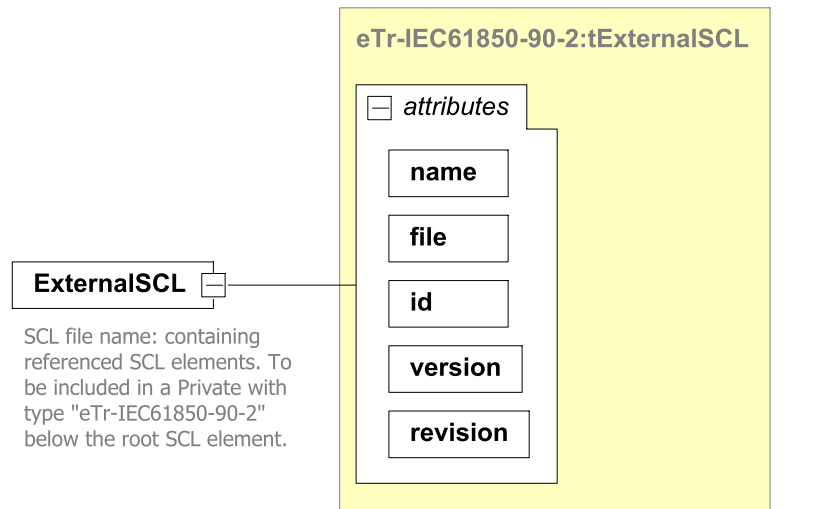 eTr-IEC61850-90-2:tExternalSCL
attributes
name
file
id
version
revision
ExternalSCL
SCL file name: containing
referenced SCL elements. To
be included in a Private with
type "eTr-IEC61850-90-2"
below the root SCL element.